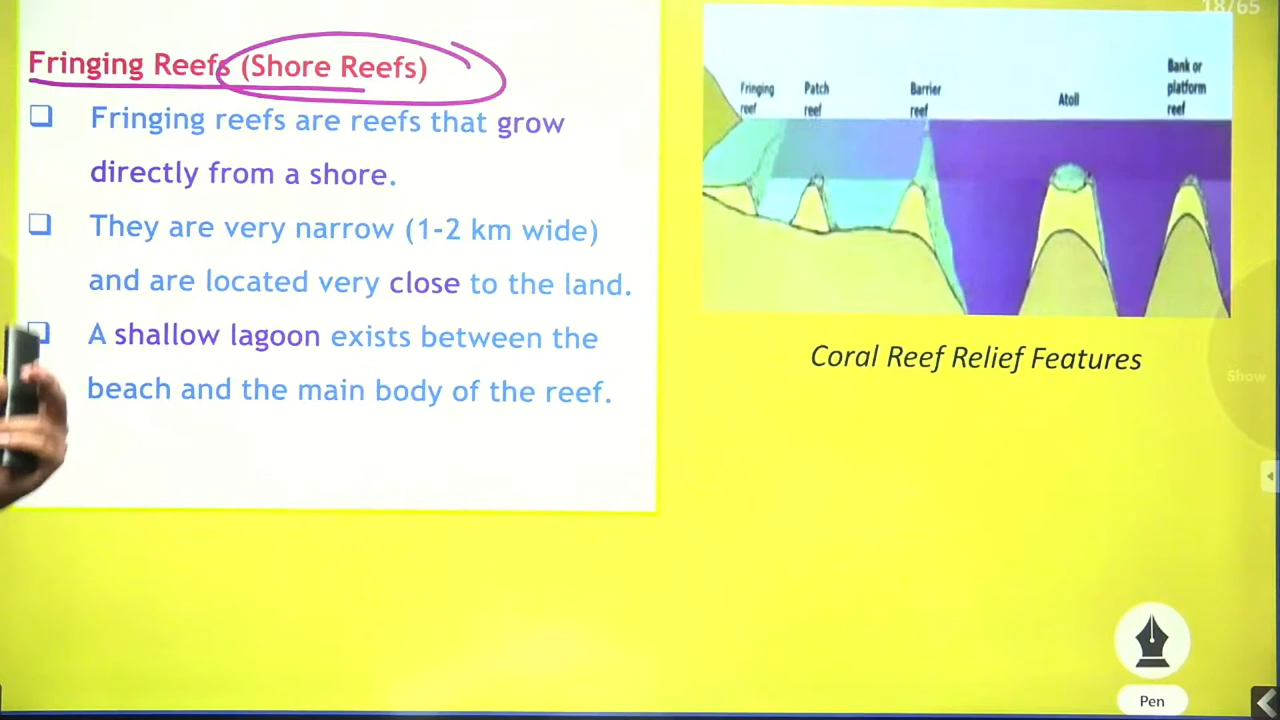 18/65
Fringing Reefs (Shore Reefs)
Fringing reefs are reefs that grow
directly from a shore.
They are very narrow (1-2 km wide)
and are located very close to the land.
A shallow lagoon exists between the
beach and the main body of the reef.
Fringing
reef
Patch
reef
Barrier
reef
Atoll
Bank or
platform
reef
Coral Reef Relief Features
Show
Pen